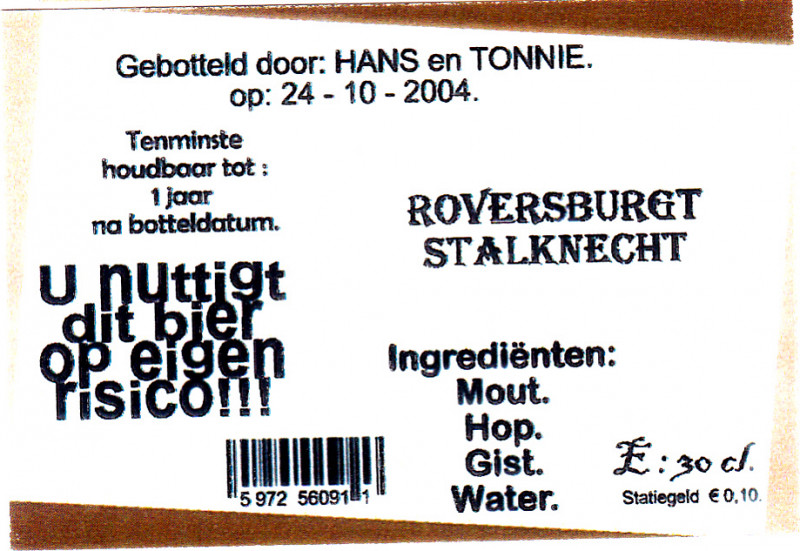 Gebotteld door: HANS en TONNIE.
op: 24 - 10 - 2004.
Tenminste
houdbaar tot :
1 jaar
na botteldatum.
ROVERSBURGT
STALKNECHT
U nuttigt
dit bier
op eigen
risico!!!
Ingrediënten:
Mout.
Hop.
Gist.
Water.
5 972 56091 1
E : 30 cl.
Statiegeld € 0,10.